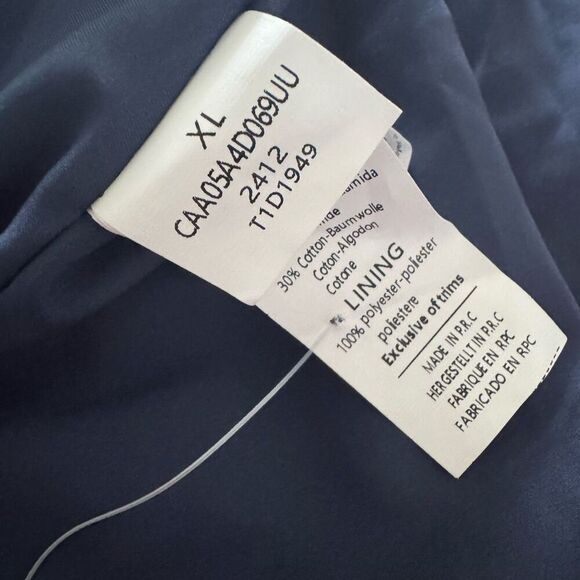 XL
CAA05A4D069UU
2412
T1D1949
30% Cotton-Baumwolle
Coton-Algodon
Cotone
LINING
100% polyester-poliester
poliestere
Exclusive of trims
MADE IN P.R.C
HERGESTELLT IN P.R.C
FABRIQUE EN RPC
FABRICADO EN RPC